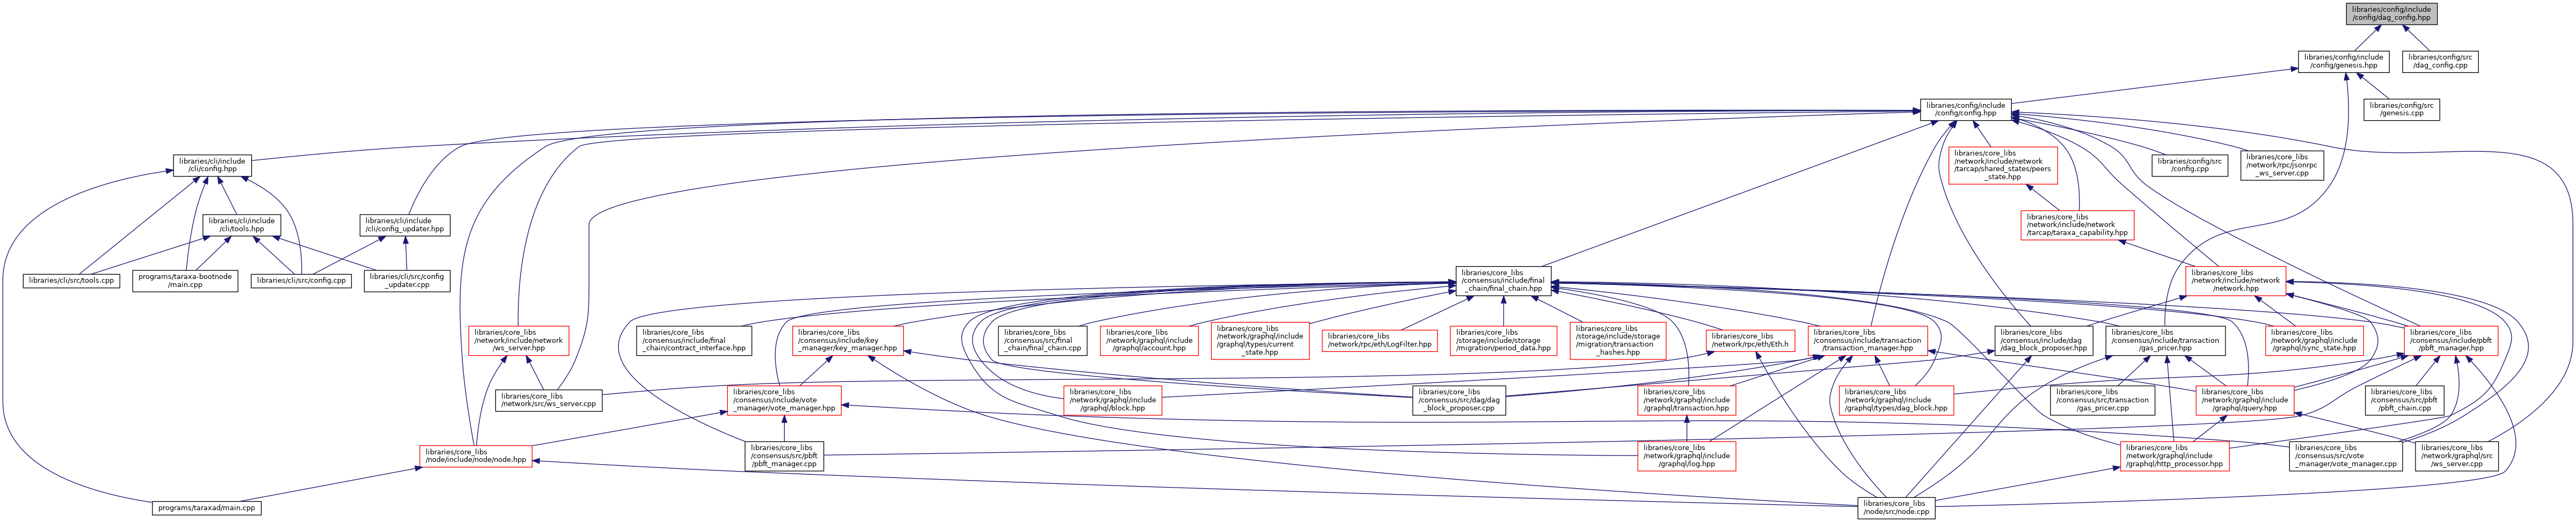 libraries/config/include
/config/dag_config.hpp
libraries/config/include
/config/genesis.hpp
libraries/config/src
/dag_config.cpp
libraries/config/include
/config/config.hpp
libraries/config/src
/genesis.cpp
libraries/cli/include
/cli/config.hpp
libraries/core_libs
/network/include/network
/tarcap/shared_states/peers
_state.hpp
libraries/config/src
/config.cpp
libraries/core_libs
/network/rpc/jsonrpc
_ws_server.cpp
libraries/cli/include
/cli/tools.hpp
libraries/cli/include
/cli/config_updater.hpp
libraries/core_libs
/network/include/network
/tarcap/taraxa_capability.hpp
libraries/cli/src/tools.cpp
programs/taraxa-bootnode
/main.cpp
libraries/cli/src/config.cpp
libraries/cli/src/config
_updater.cpp
libraries/core_libs
/consensus/include/final
_chain/final_chain.hpp
libraries/core_libs
/network/include/network
/network.hpp
libraries/core_libs
/network/include/network
/ws_server.hpp
libraries/core_libs
/consensus/include/final
_chain/contract_interface.hpp
libraries/core_libs
/consensus/include/key
_manager/key_manager.hpp
libraries/core_libs
/consensus/src/final
_chain/final_chain.cpp
libraries/core_libs
/network/graphql/include
/graphql/account.hpp
libraries/core_libs
/network/graphql/include
/graphql/types/current
_state.hpp
libraries/core_libs
/network/rpc/eth/LogFilter.hpp
libraries/core_libs
/storage/include/storage
/migration/period_data.hpp
libraries/core_libs
/storage/include/storage
/migration/transaction
_hashes.hpp
libraries/core_libs
/network/rpc/eth/Eth.h
libraries/core_libs
/consensus/include/transaction
/transaction_manager.hpp
libraries/core_libs
/consensus/include/dag
/dag_block_proposer.hpp
libraries/core_libs
/consensus/include/transaction
/gas_pricer.hpp
libraries/core_libs
/network/graphql/include
/graphql/sync_state.hpp
libraries/core_libs
/consensus/include/pbft
/pbft_manager.hpp
libraries/core_libs
/network/src/ws_server.cpp
libraries/core_libs
/consensus/include/vote
_manager/vote_manager.hpp
libraries/core_libs
/network/graphql/include
/graphql/block.hpp
libraries/core_libs
/consensus/src/dag/dag
_block_proposer.cpp
libraries/core_libs
/network/graphql/include
/graphql/transaction.hpp
libraries/core_libs
/network/graphql/include
/graphql/types/dag_block.hpp
libraries/core_libs
/consensus/src/transaction
/gas_pricer.cpp
libraries/core_libs
/network/graphql/include
/graphql/query.hpp
libraries/core_libs
/consensus/src/pbft
/pbft_chain.cpp
libraries/core_libs
/node/include/node/node.hpp
libraries/core_libs
/consensus/src/pbft
/pbft_manager.cpp
libraries/core_libs
/network/graphql/include
/graphql/log.hpp
libraries/core_libs
/network/graphql/include
/graphql/http_processor.hpp
libraries/core_libs
/consensus/src/vote
_manager/vote_manager.cpp
libraries/core_libs
/network/graphql/src
/ws_server.cpp
programs/taraxad/main.cpp
libraries/core_libs
/node/src/node.cpp